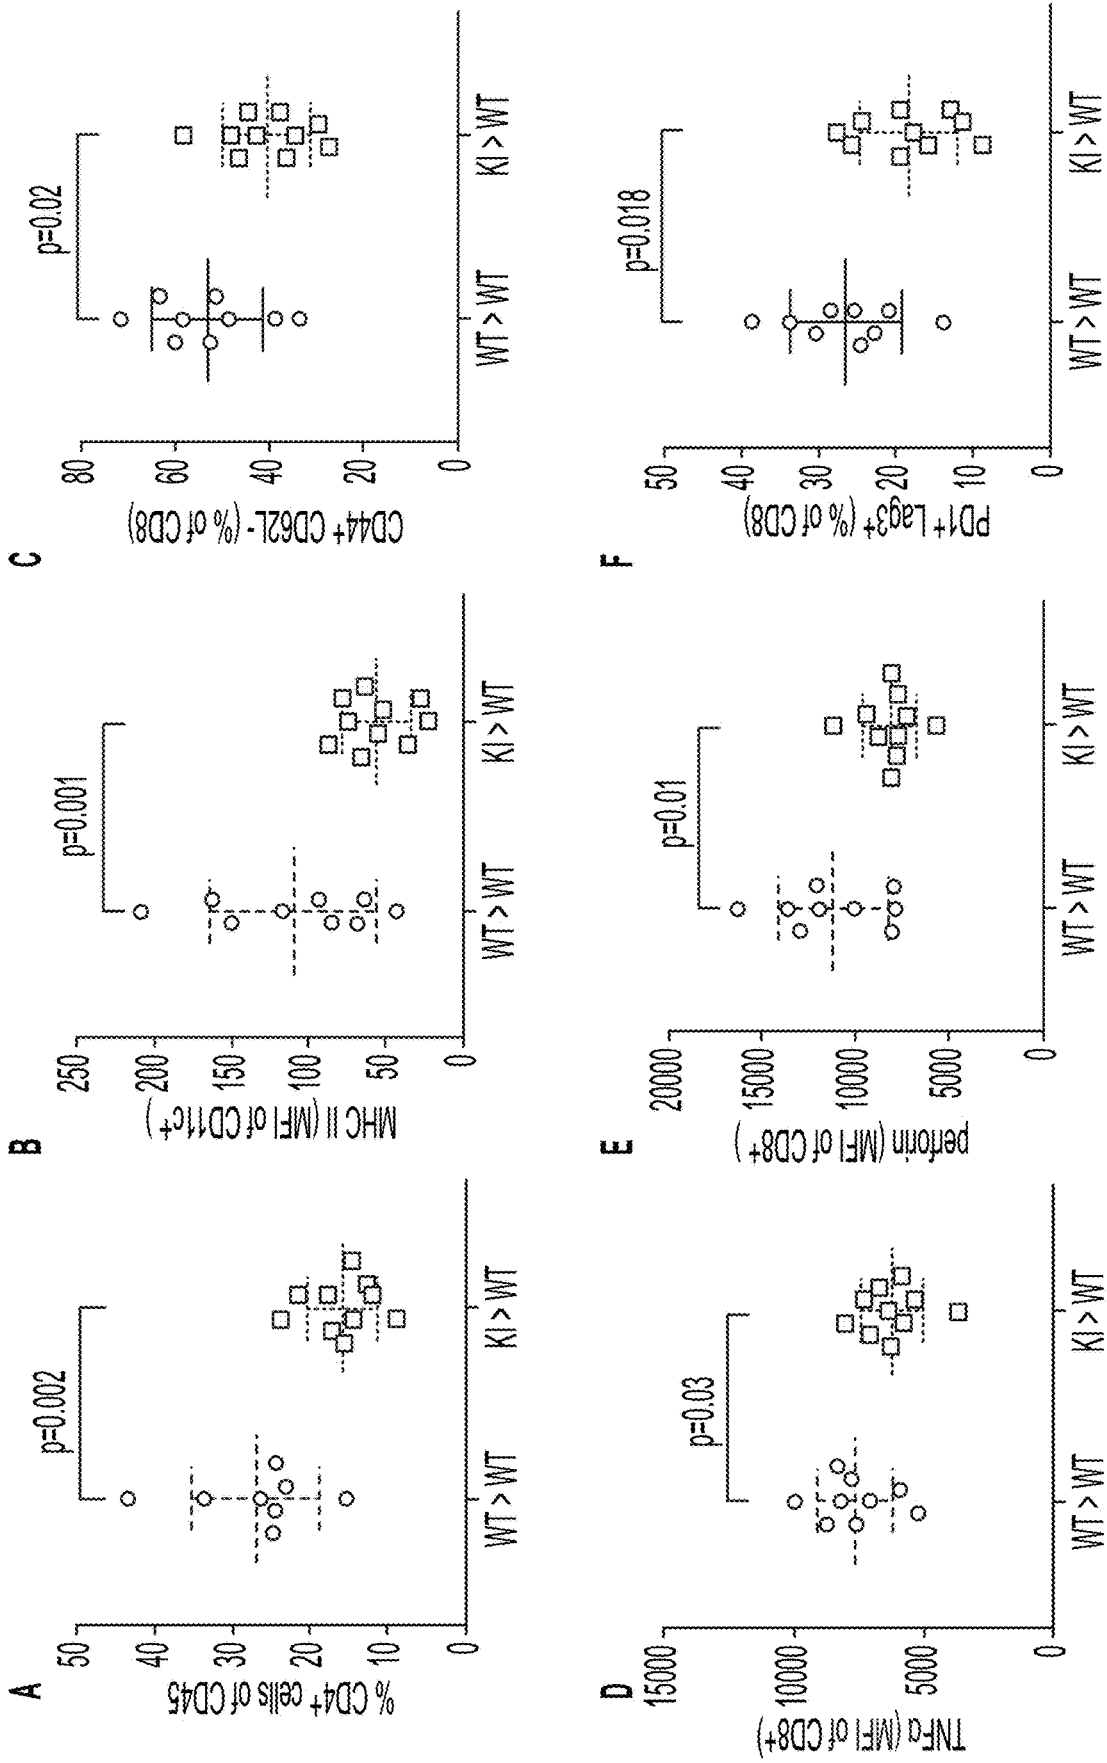 A
% CD4+ cells of CD45
50
40
30
20
10
0
p=0.002
WT > WT
KI > WT
B
MHC II (MFI of CD11c+)
250
200
150
100
50
0
p=0.001
WT > WT
KI > WT
C
CD44+ CD62L- (% of CD8)
80
60
40
20
0
p=0.02
WT > WT
KI > WT
D
TNFα (MFI of CD8+)
15000
10000
5000
0
p=0.03
WT > WT
KI > WT
E
perforin (MFI of CD8+)
20000
15000
10000
5000
0
p=0.01
WT > WT
KI > WT
F
PD1+ Lag3+ (% of CD8)
50
40
30
20
10
0
p=0.018
WT > WT
KI > WT